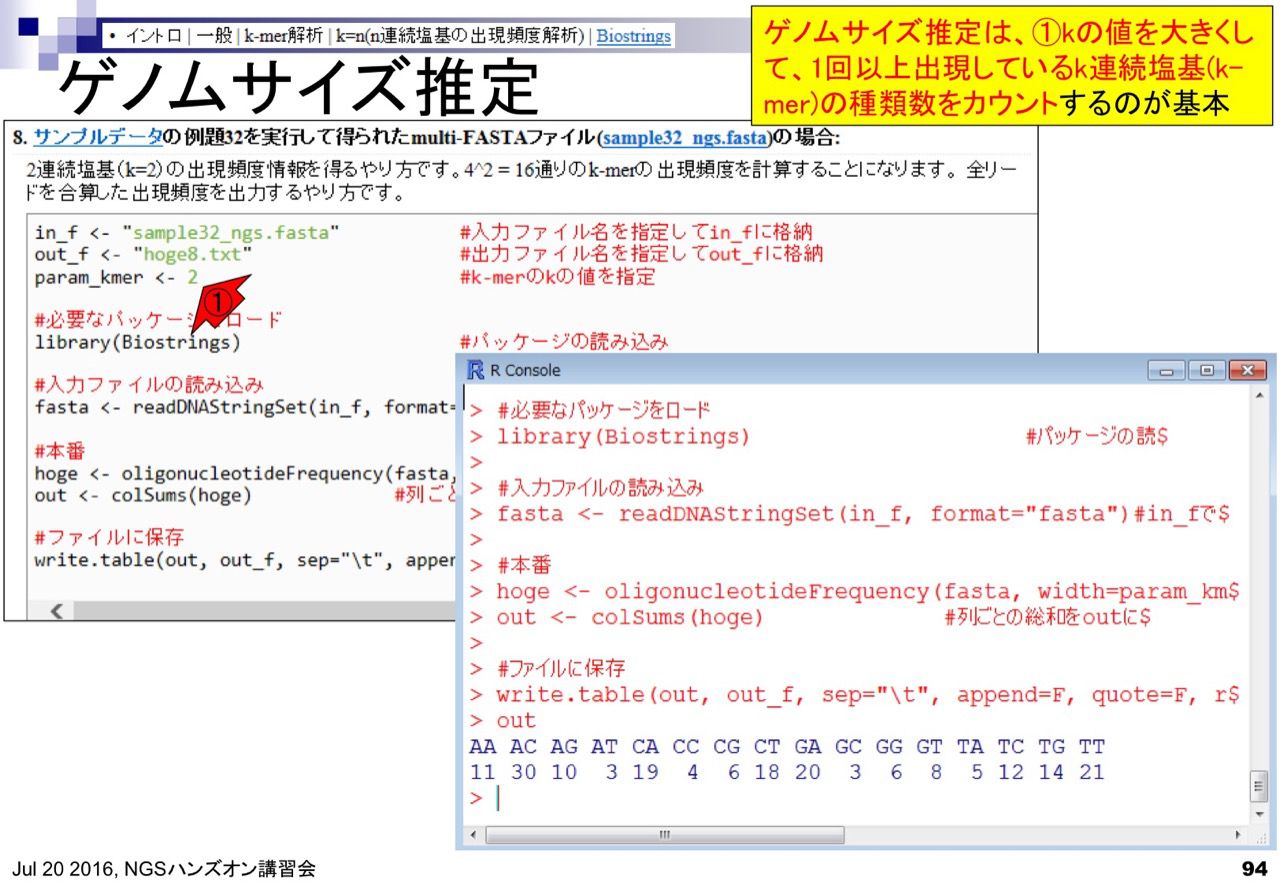 • イントロ | 一般 | k-mer解析 | k=n(n連続塩基の出現頻度解析) | Biostrings
ゲノムサイズ推定
ゲノムサイズ推定は、①kの値を大きくし
て、1回以上出現しているk連続塩基(k-
mer)の種類数をカウントするのが基本
8. サンプルデータの例題32を実行して得られたmulti-FASTAファイル(sample32_ngs.fasta)の場合:
2連続塩基(k=2)の出現頻度情報を得るやり方です。4^2 = 16通りのk-merの出現頻度を計算することになります。全リー
ドを合算した出現頻度を出力するやり方です。
in_f <- "sample32_ngs.fasta" #入力ファイル名を指定してin_fに格納
out_f <- "hoge8.txt" #出力ファイル名を指定してout_fに格納
param_kmer <- 2 #k-merのkの値を指定
①
#必要なパッケージ ロード
library(Biostrings) #パッケージの読み込み
#入力ファイルの読み込み
fasta <- readDNAStringSet(in_f, format=
#本番
hoge <- oligonucleotideFrequency(fasta,
out <- colSums(hoge) #列ごと
#ファイルに保存
write.table(out, out_f, sep="\t", appen
R Console
> #必要なパッケージをロード
> library(Biostrings) #パッケージの読$
>
> #入力ファイルの読み込み
> fasta <- readDNAStringSet(in_f, format="fasta")#in_fで$
>
> #本番
> hoge <- oligonucleotideFrequency(fasta, width=param_km$
> out <- colSums(hoge) #列ごとの総和をoutに$
>
> #ファイルに保存
> write.table(out, out_f, sep="\t", append=F, quote=F, r$
> out
AA AC AG AT CA CC CG CT GA GC GG GT TA TC TG TT
11 30 10 3 19 4 6 18 20 3 6 8 5 12 14 21
>
Jul 20 2016, NGSハンズオン講習会
94